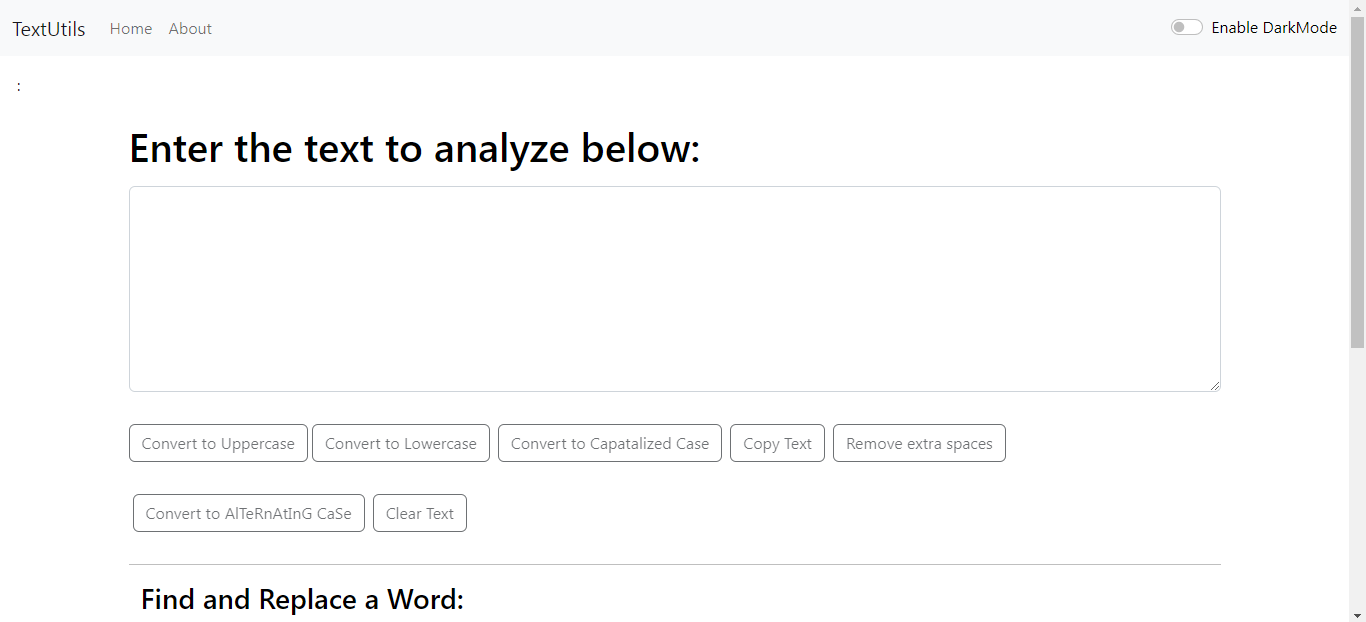 TextUtils Home About Enable DarkMode
:
Enter the text to analyze below:
Convert to Uppercase Convert to Lowercase Convert to Capatalized Case Copy Text Remove extra spaces
Convert to AlTeRnAtInG CaSe Clear Text
Find and Replace a Word: